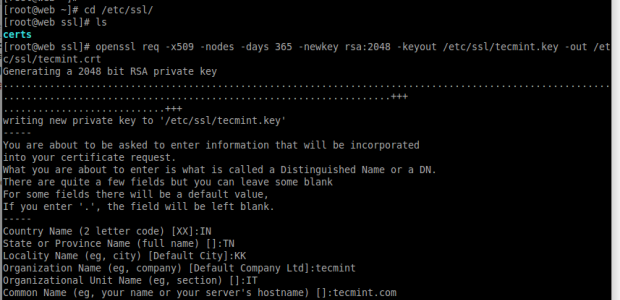 [root@web ~]# cd /etc/ssl/
[root@web ssl]# ls
certs
[root@web ssl]# openssl req -x509 -nodes -days 365 -newkey rsa:2048 -keyout /etc/ssl/tecmint.key -out /et
c/ssl/tecmint.crt
Generating a 2048 bit RSA private key
.........................................................................................................
..................................................................+++
...........................+++
writing new private key to '/etc/ssl/tecmint.key'
-----
You are about to be asked to enter information that will be incorporated
into your certificate request.
What you are about to enter is what is called a Distinguished Name or a DN.
There are quite a few fields but you can leave some blank
For some fields there will be a default value,
If you enter '.', the field will be left blank.
-----
Country Name (2 letter code) [XX]:IN
State or Province Name (full name) []:TN
Locality Name (eg, city) [Default City]:KK
Organization Name (eg, company) [Default Company Ltd]:tecmint
Organizational Unit Name (eg, section) []:IT
Common Name (eg, your name or your server's hostname) []:tecmint.com